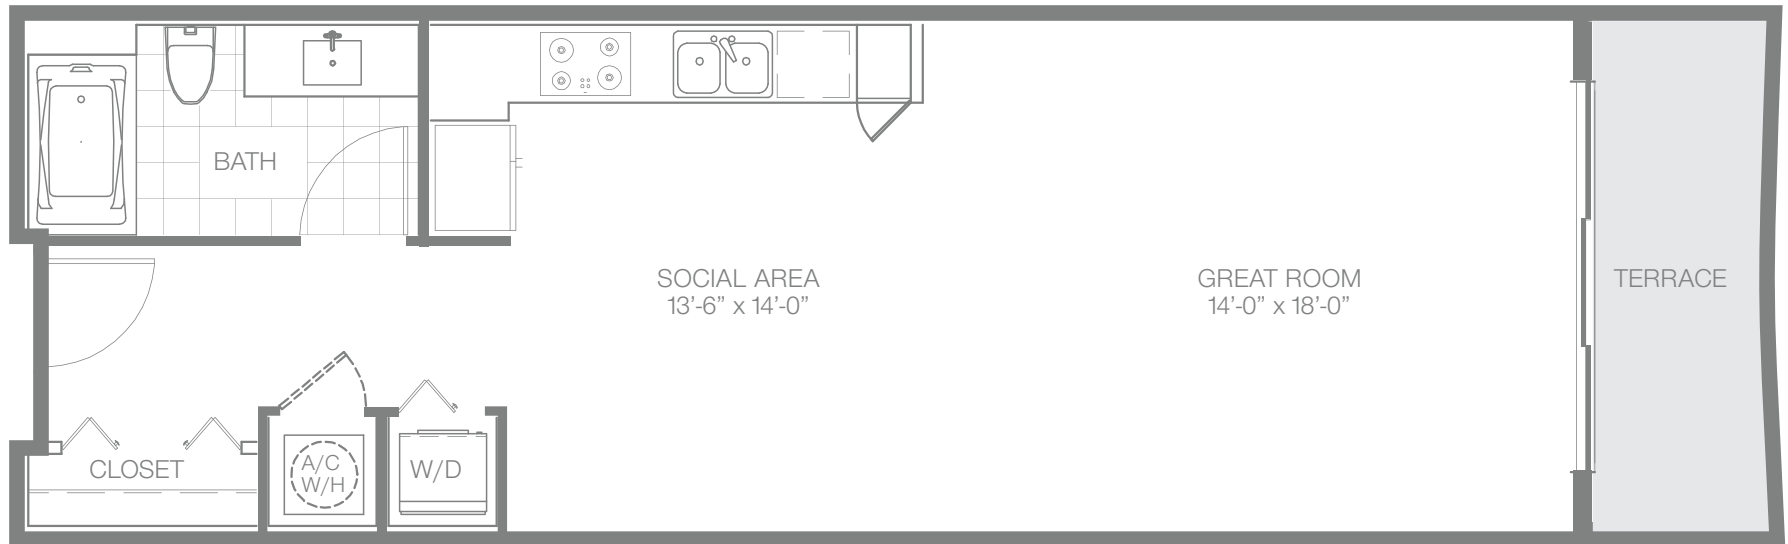 BATH
SOCIAL AREA
13’-6” x 14’-0”
GREAT ROOM
14’-0” x 18’-0”
TERRACE
CLOSET
A/C
W/H
W/D